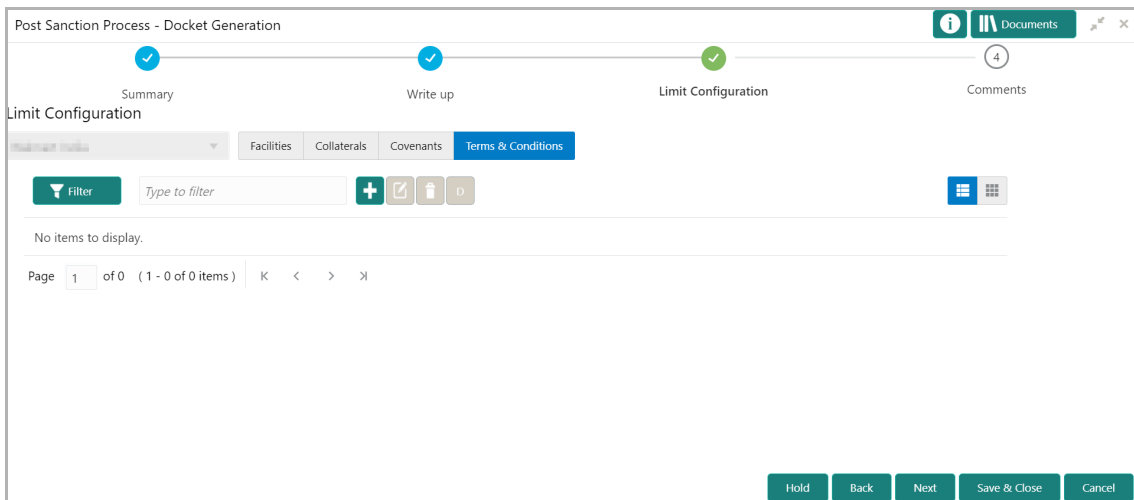 Post Sanction Process - Docket Generation
Documents
4
Summary
Write up
Limit Configuration
Comments
Limit Configuration
Facilities
Collaterals
Covenants
Terms & Conditions
Filter
Type to filter
D
No items to display.
Page 1 of 0 ( 1 - 0 of 0 items )
Hold
Back
Next
Save & Close
Cancel